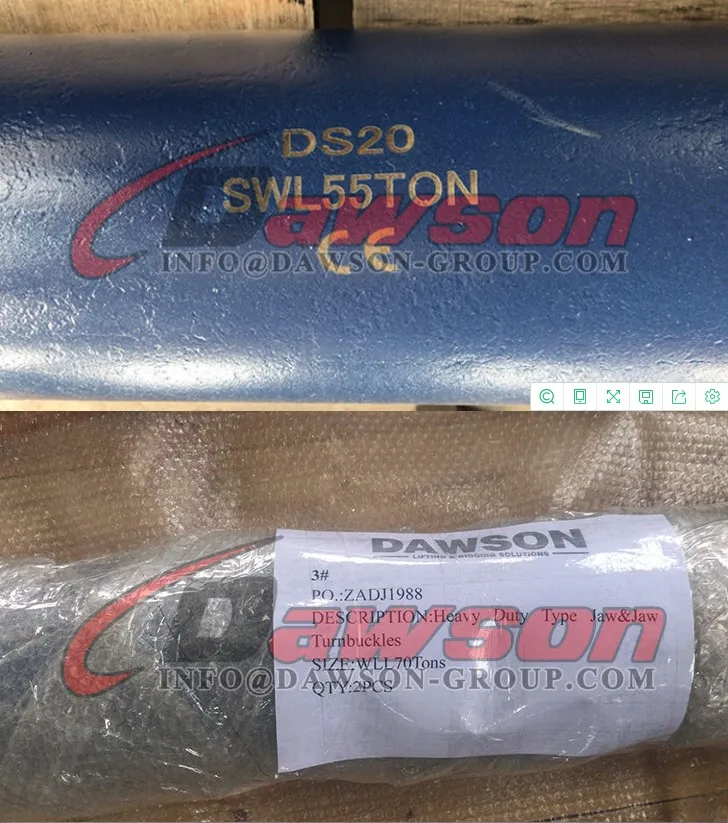 DS20
SWL55TON
CE
Dawson
INFO@DAWSON-GROUP.COM
DAWSON
LIFTING & RIGGING SOLUTIONS
3#
PO.:ZADJ1988
DESCRIPTION:Heavy Duty Type Jaw&Jaw
Turnbuckles
SIZE:WLL70Tons
QTY:2PCS
Dawson
INFO@DAWSON-GROUP.COM